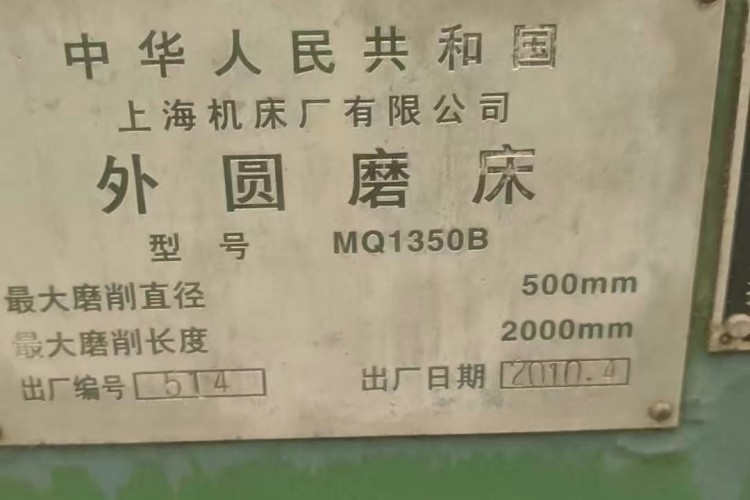 中华人民共和国
上海机床厂有限公司
外圆磨床
型号 MQ1350B
最大磨削直径 500mm
最大磨削长度 2000mm
出厂编号 514 出厂日期 2010.4